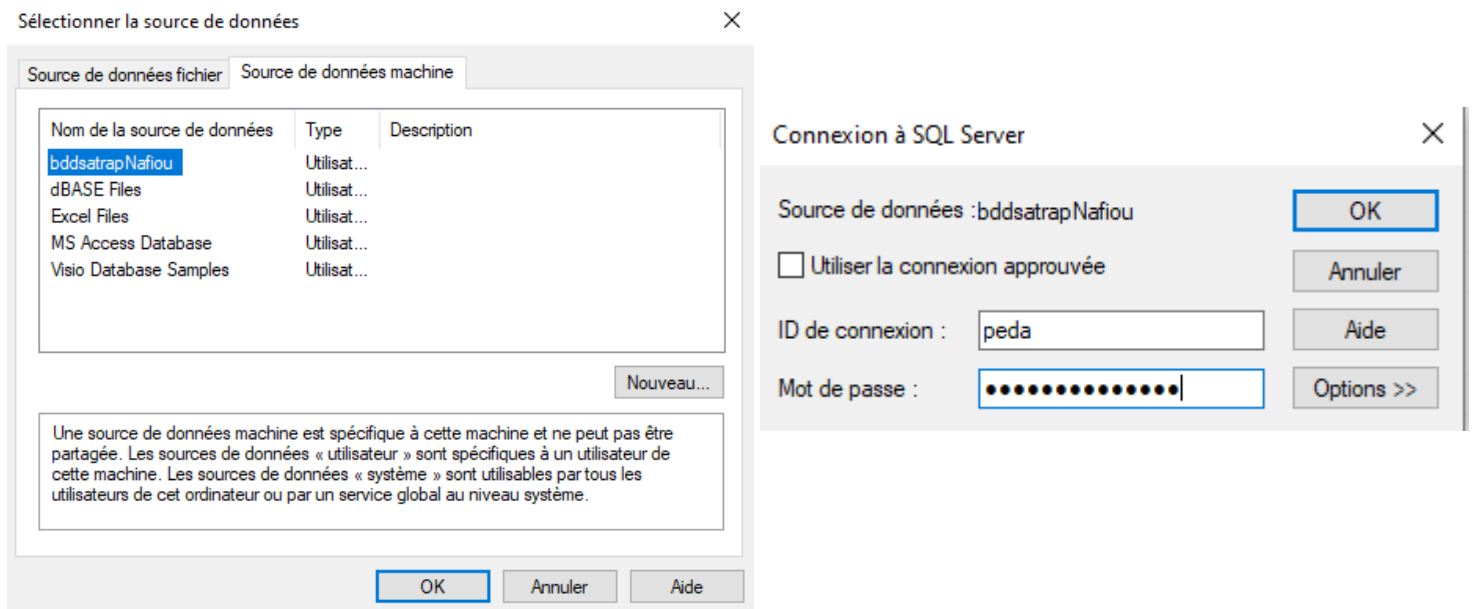 Sélectionner la source de données
Source de données fichier
Source de données machine
Nom de la source de données Type Description
bddsatrapNafiou Utilisat...
dBASE Files Utilisat...
Excel Files Utilisat...
MS Access Database Utilisat...
Visio Database Samples Utilisat...
Nouveau...
Une source de données machine est spécifique à cette machine et ne peut pas être
partagée. Les sources de données « utilisateur » sont spécifiques à un utilisateur de
cette machine. Les sources de données « système » sont utilisables par tous les
utilisateurs de cet ordinateur ou par un service global au niveau système.
OK Annuler Aide
Connexion à SQL Server
Source de données :bddsatrapNafiou OK
Utiliser la connexion approuvée Annuler
ID de connexion : peda Aide
Mot de passe : ●●●●●●●●●●●●●● Options >>